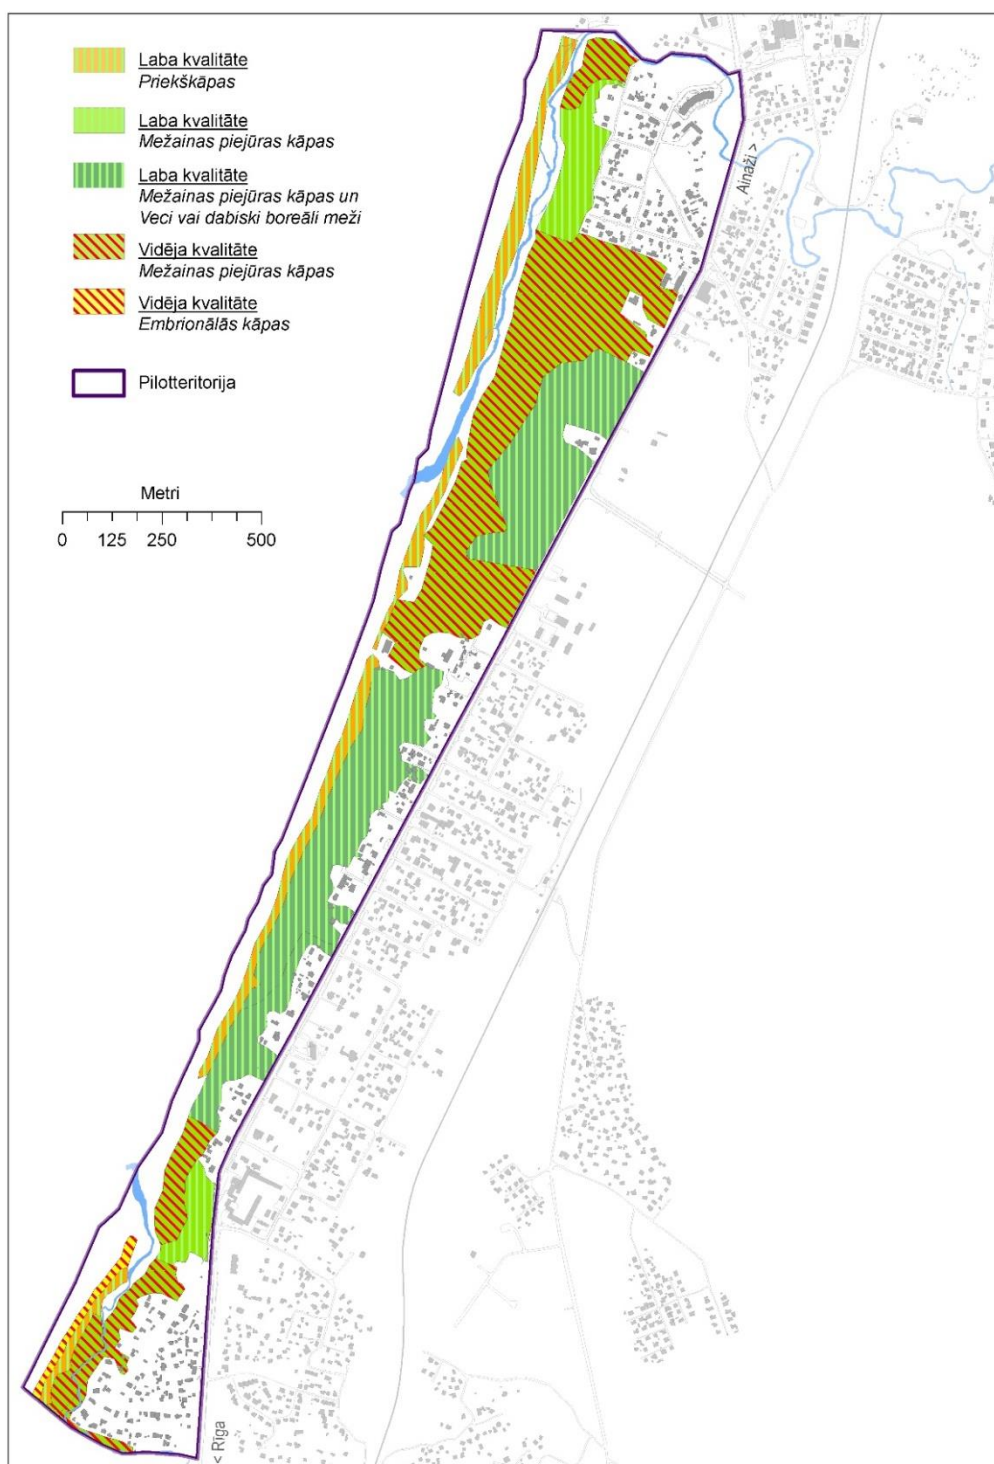 Laba kvalitāte
Priekškāpas
Laba kvalitāte
Mežainas piejūras kāpas
Laba kvalitāte
Mežainas piejūras kāpas un
Veci vai dabiski boreāli meži
Vidēja kvalitāte
Mežainas piejūras kāpas
Vidēja kvalitāte
Embrionālās kāpas
Pilotteritorija
Metri
0 125 250 500
Ainaži >
< Rīga